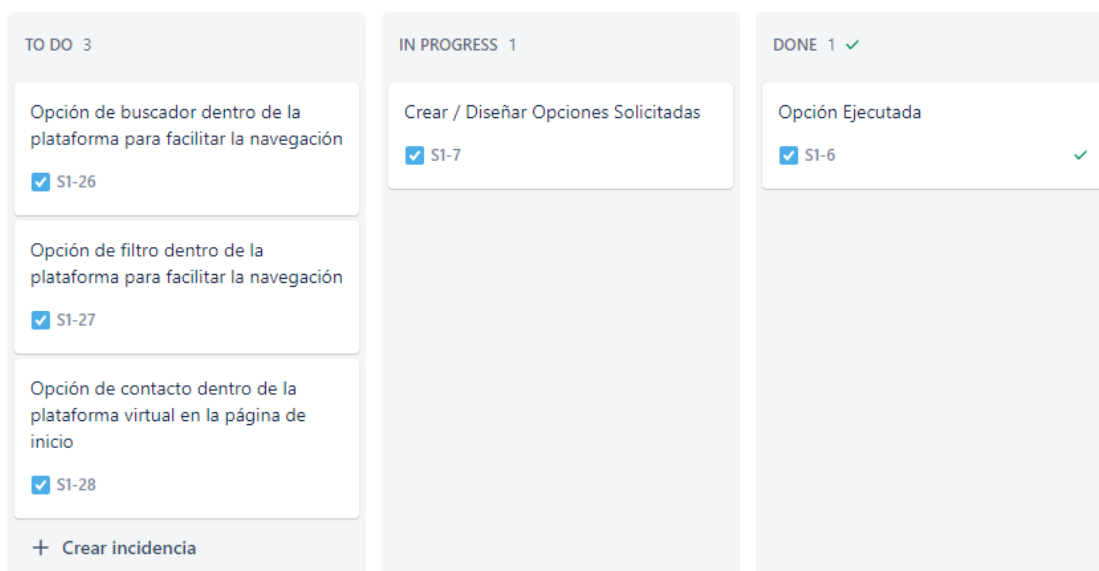 TO DO 3
Opción de buscador dentro de la
plataforma para facilitar la navegación
S1-26
Opción de filtro dentro de la
plataforma para facilitar la navegación
S1-27
Opción de contacto dentro de la
plataforma virtual en la página de
inicio
S1-28
+ Crear incidencia
IN PROGRESS 1
Crear / Diseñar Opciones Solicitadas
S1-7
DONE 1
Opción Ejecutada
S1-6